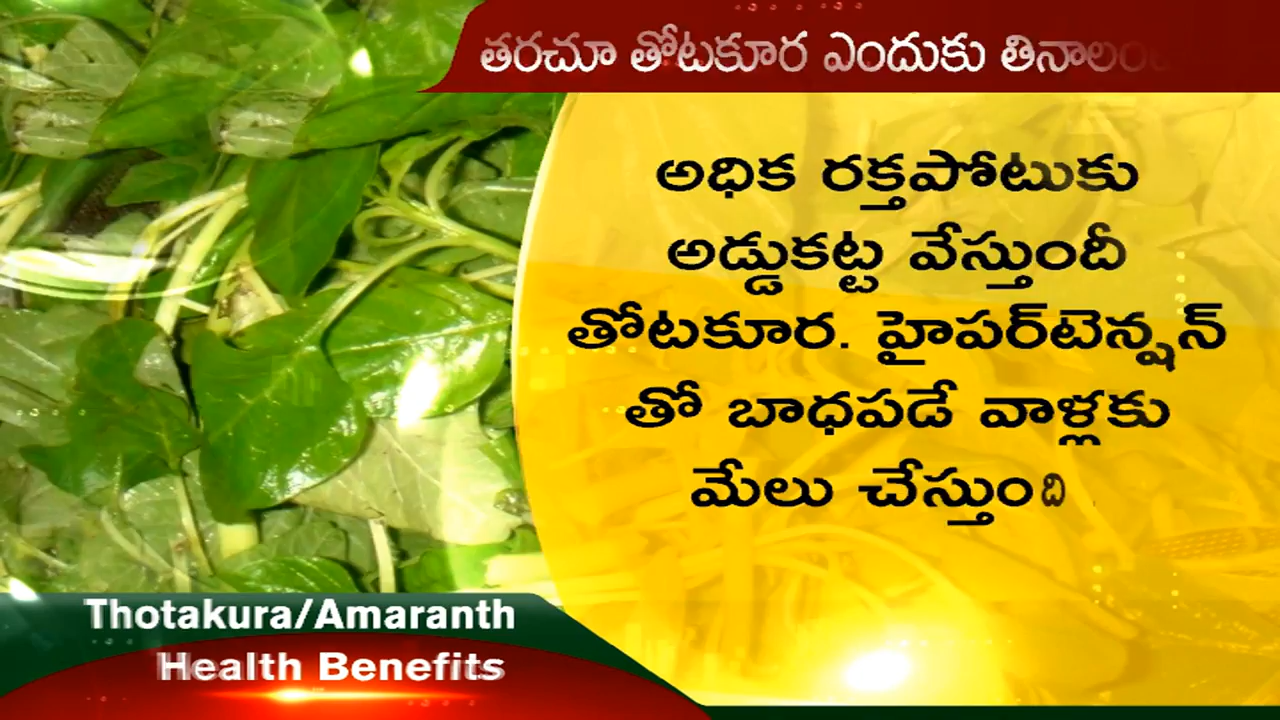 తరచూ తోటకూర ఎందుకు తినాలంటే
అధిక రక్తపోటుకు
అడ్డుకట్ట వేస్తుందీ
తోటకూర. హైపర్‌టెన్షన్
తో బాధపడే వాళ్లకు
మేలు చేస్తుంది
Thotakura/Amaranth
Health Benefits